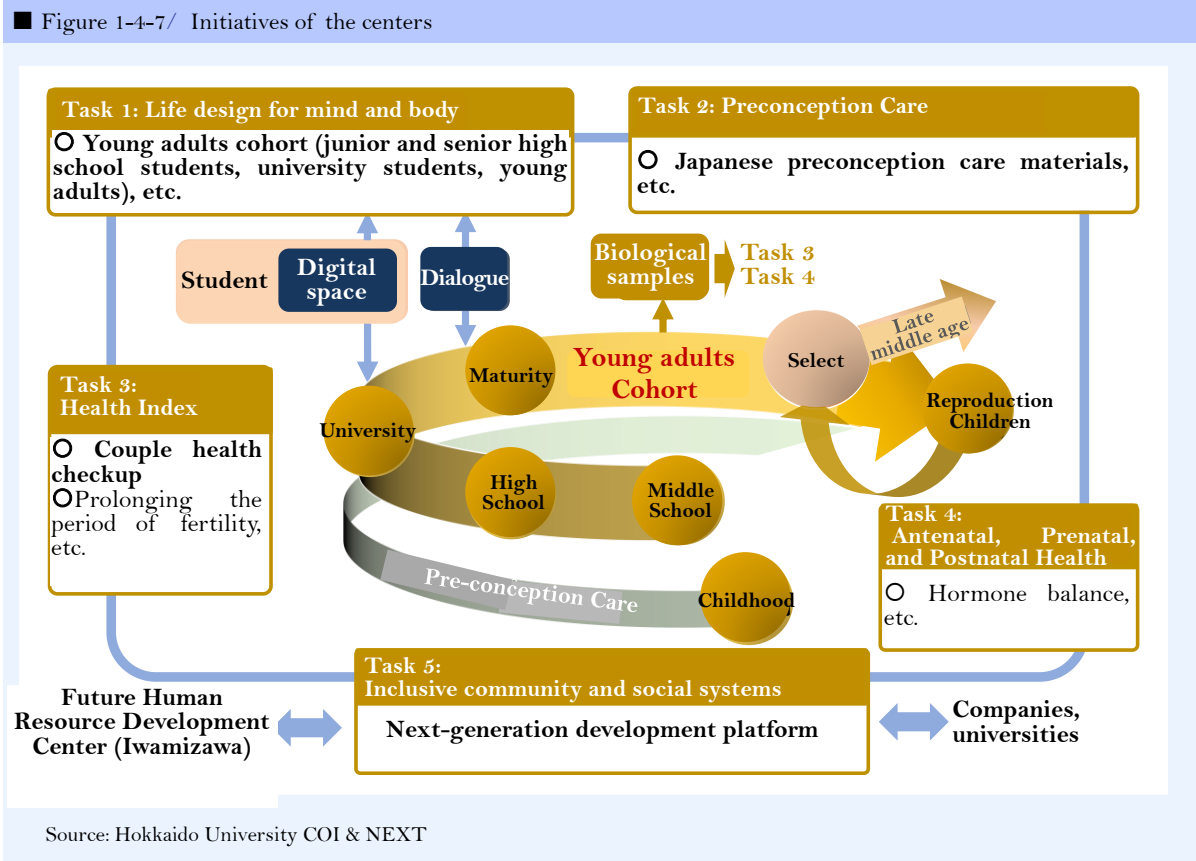 ■ Figure 1-4-7/ Initiatives of the centers
Task 1: Life design for mind and body
○ Young adults cohort (junior and senior high
school students, university students, young
adults), etc.
Task 2: Preconception Care
○ Japanese preconception care materials,
etc.
Student
Digital
space
Dialogue
Biological
samples
Task 3
Task 4
Late
middle age
Select
Young adults
Cohort
Maturity
University
Reproduction
Children
High
School
Middle
School
Pre-conception Care
Childhood
Task 3:
Health Index
○ Couple health
checkup
○Prolonging the
period of fertility,
etc.
Task 4:
Antenatal, Prenatal,
and Postnatal Health
○ Hormone balance,
etc.
Task 5:
Inclusive community and social systems
Next-generation development platform
Future Human
Resource Development
Center (Iwamizawa)
Companies,
universities
Source: Hokkaido University COI & NEXT